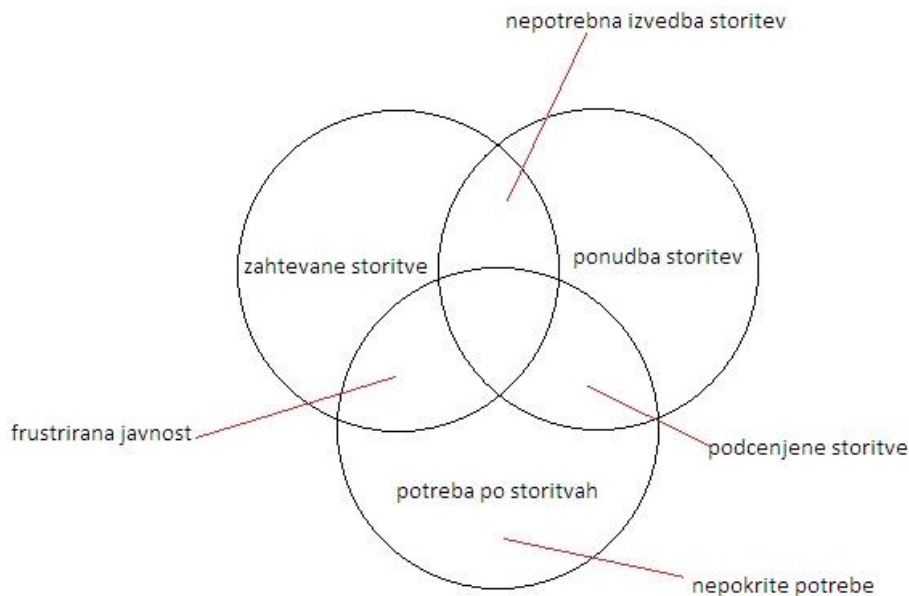 nepotrebna izvedba storitev
zahtevane storitve
ponudba storitev
frustrirana javnost
podcenjene storitve
potreba po storitvah
nepokrite potrebe